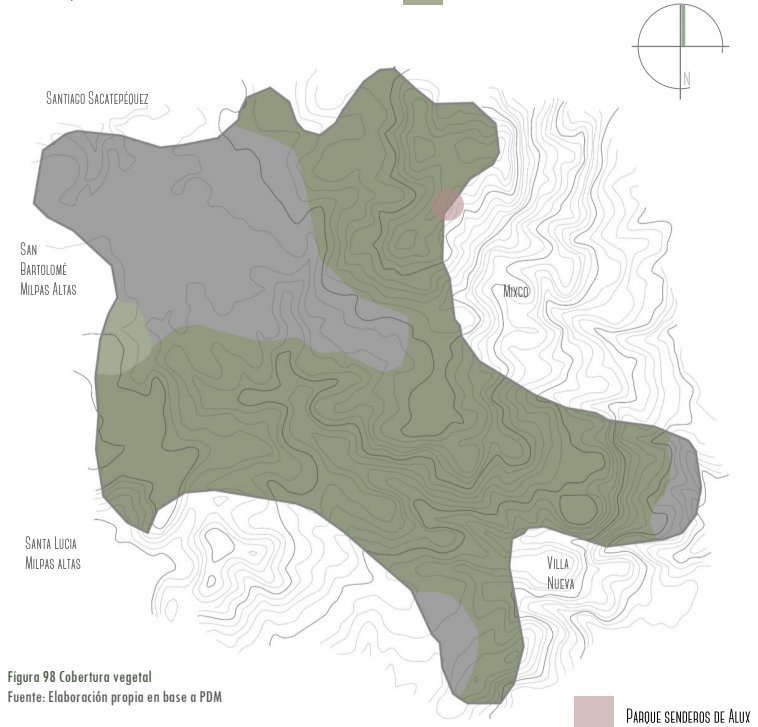 N
Santiago Sacatepéquez
San
Bartolomé
Milpas Altas
Mixco
Santa Lucia
Milpas altas
Villa
Nueva
Figura 98 Cobertura vegetal
Fuente: Elaboración propia en base a PDM
Parque senderos de Alux